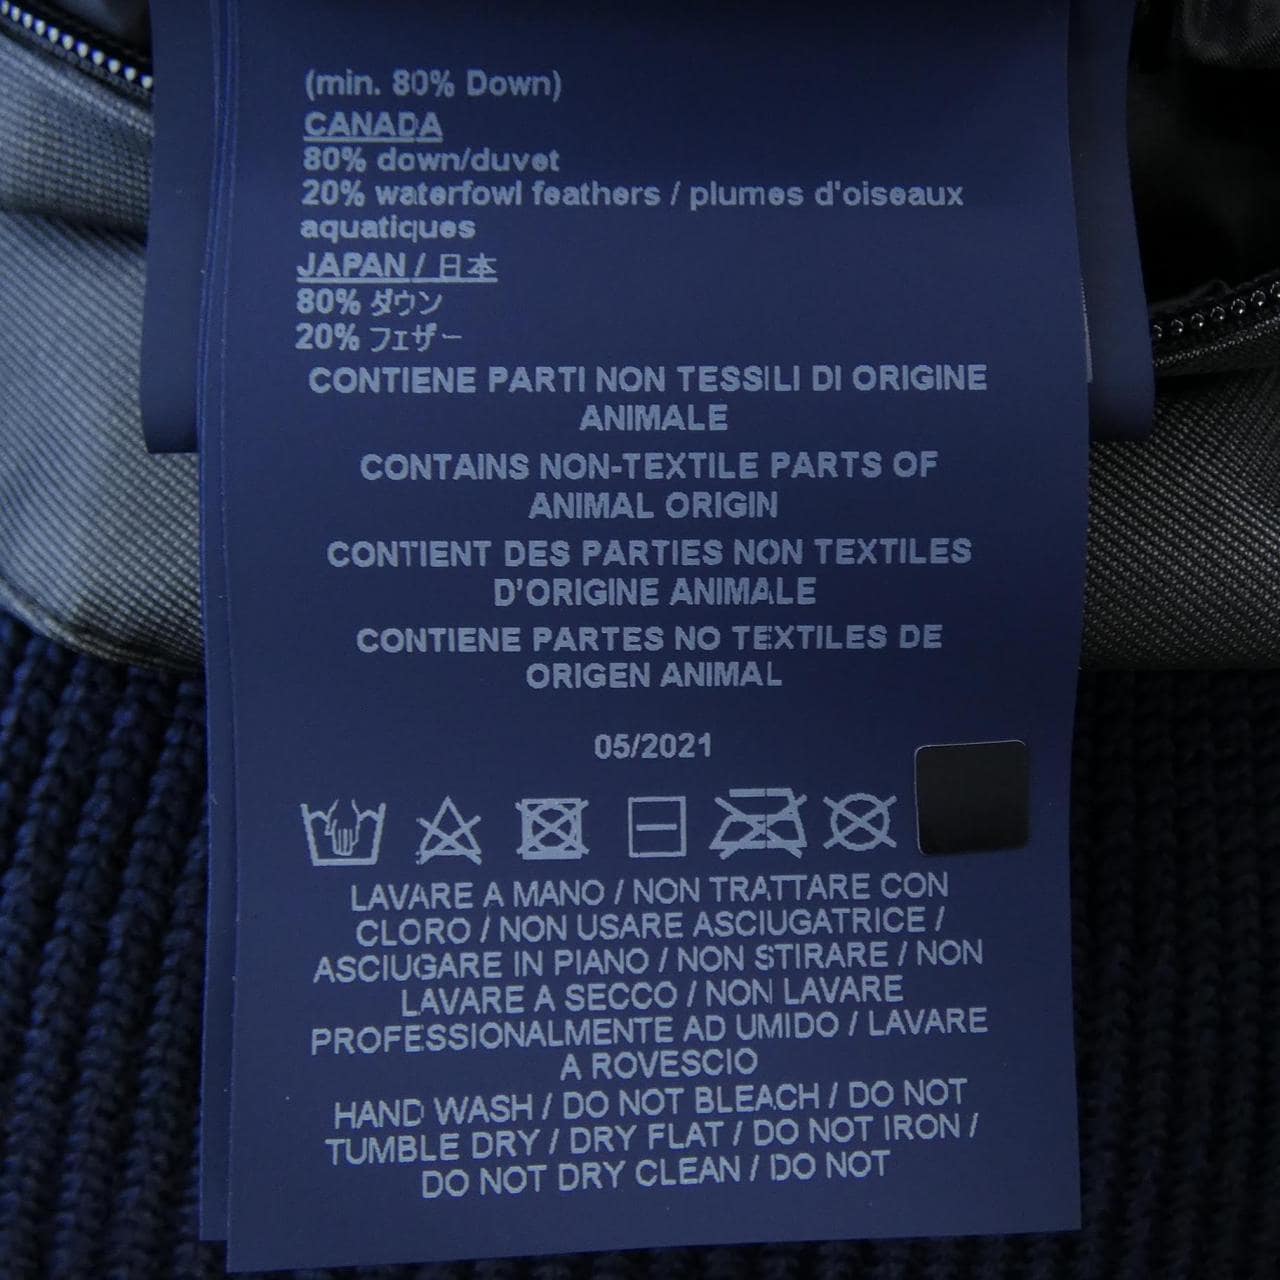 (min. 80% Down)
CANADA
80% down/duvet
20% waterfowl feathers / plumes d'oiseaux
aquatiques
JAPAN / 日本
80% ダウン
20% フェザー
CONTIENE PARTI NON TESSILI DI ORIGINE
ANIMALE
CONTAINS NON-TEXTILE PARTS OF
ANIMAL ORIGIN
CONTIENT DES PARTIES NON TEXTILES
D'ORIGINE ANIMALE
CONTIENE PARTES NO TEXTILES DE
ORIGEN ANIMAL
05/2021
LAVARE A MANO / NON TRATTARE CON
CLORO / NON USARE ASCIUGATRICE /
ASCIUGARE IN PIANO / NON STIRARE / NON
LAVARE A SECCO / NON LAVARE
PROFESSIONALMENTE AD UMIDO / LAVARE
A ROVESCIO
HAND WASH / DO NOT BLEACH / DO NOT
TUMBLE DRY / DRY FLAT / DO NOT IRON /
DO NOT DRY CLEAN / DO NOT